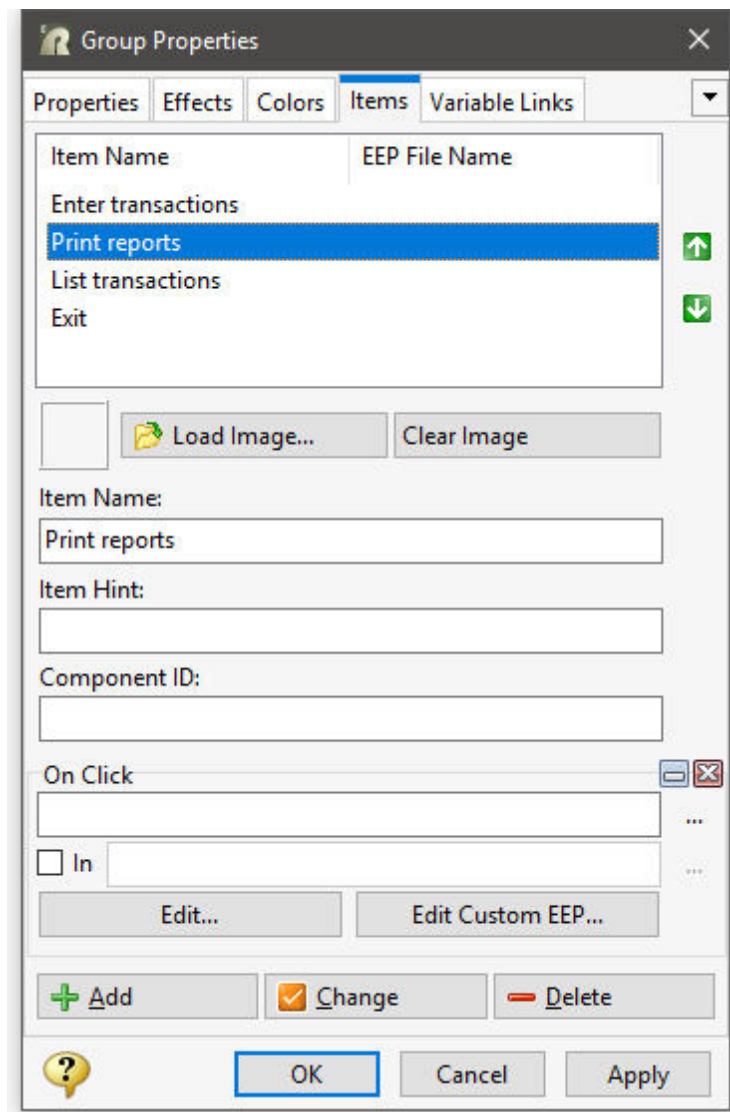 Group Properties
Properties Effects Colors Items Variable Links
Item Name EEP File Name
Enter transactions
Print reports
List transactions
Exit
Load Image... Clear Image
Item Name:
Print reports
Item Hint:
Component ID:
On Click
...
In ...
Edit... Edit Custom EEP...
Add Change Delete
? OK Cancel Apply